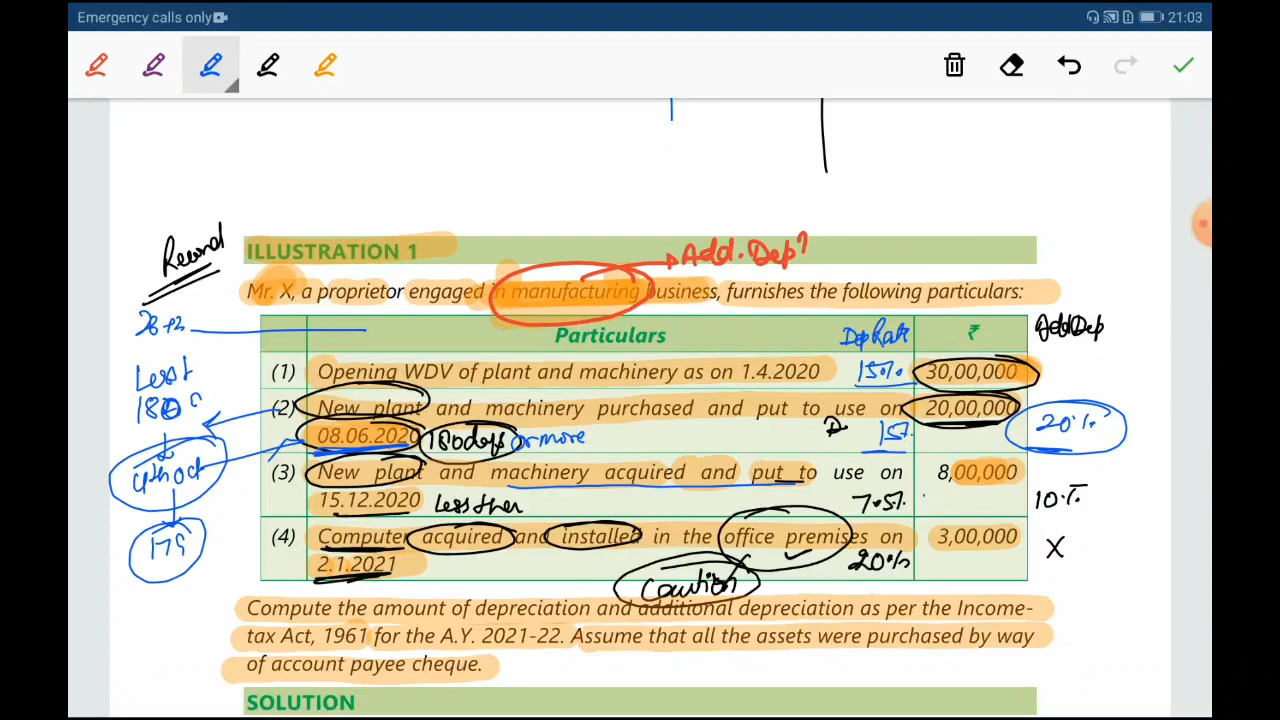 Emergency calls only
21:03
Record
ILLUSTRATION 1
Add. Dep?
Mr. X, a proprietor engaged in manufacturing business, furnishes the following particulars:
Particulars Dep Rate ₹ Add Dep
(1) Opening WDV of plant and machinery as on 1.4.2020 15% 30,00,000
Less t
180
(2) New plant and machinery purchased and put to use on 20,00,000 20%
08.06.2020 180 days or more 15%
4th oct
(3) New plant and machinery acquired and put to use on 8,00,000
15.12.2020 Less then 7.5% 10%
179
(4) Computer acquired and installed in the office premises on 3,00,000 X
2.1.2021 20%
Caution
Compute the amount of depreciation and additional depreciation as per the Income-
tax Act, 1961 for the A.Y. 2021-22. Assume that all the assets were purchased by way
of account payee cheque.
SOLUTION